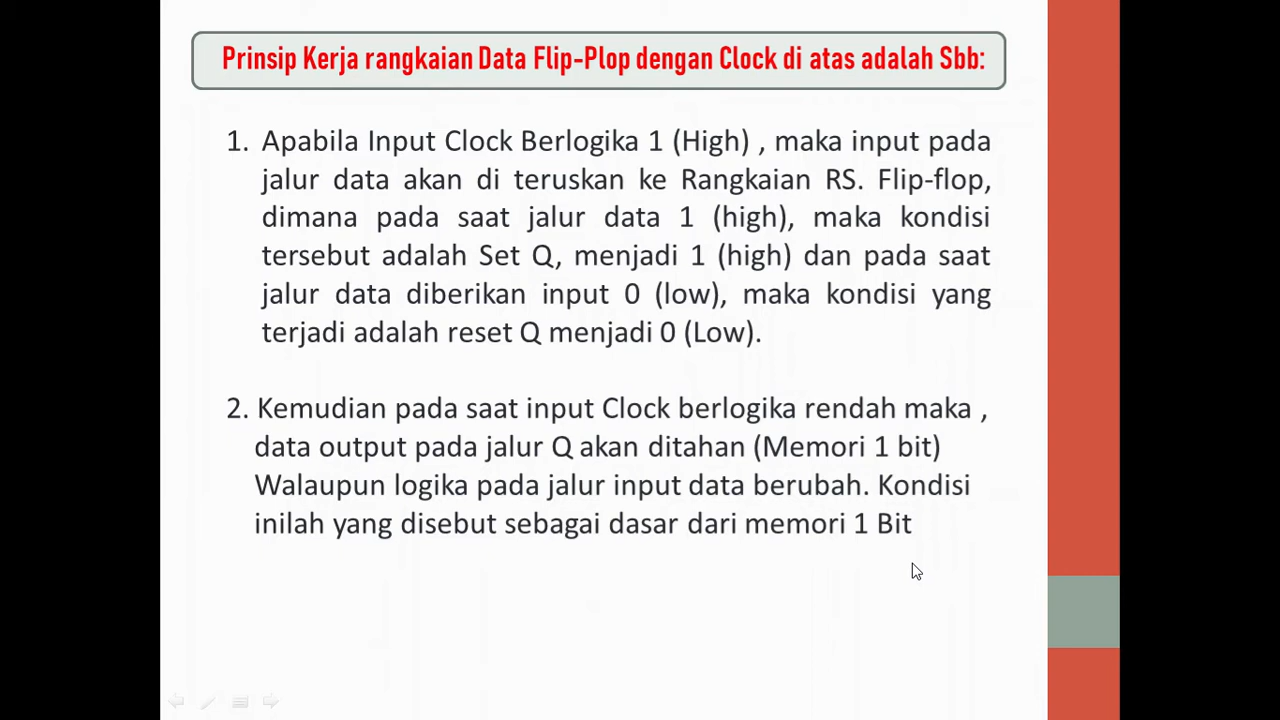 Prinsip Kerja rangkaian Data Flip-Plop dengan Clock di atas adalah Sbb:
1. Apabila Input Clock Berlogika 1 (High) , maka input pada
jalur data akan di teruskan ke Rangkaian RS. Flip-flop,
dimana pada saat jalur data 1 (high), maka kondisi
tersebut adalah Set Q, menjadi 1 (high) dan pada saat
jalur data diberikan input 0 (low), maka kondisi yang
terjadi adalah reset Q menjadi 0 (Low).
2. Kemudian pada saat input Clock berlogika rendah maka ,
data output pada jalur Q akan ditahan (Memori 1 bit)
Walaupun logika pada jalur input data berubah. Kondisi
inilah yang disebut sebagai dasar dari memori 1 Bit